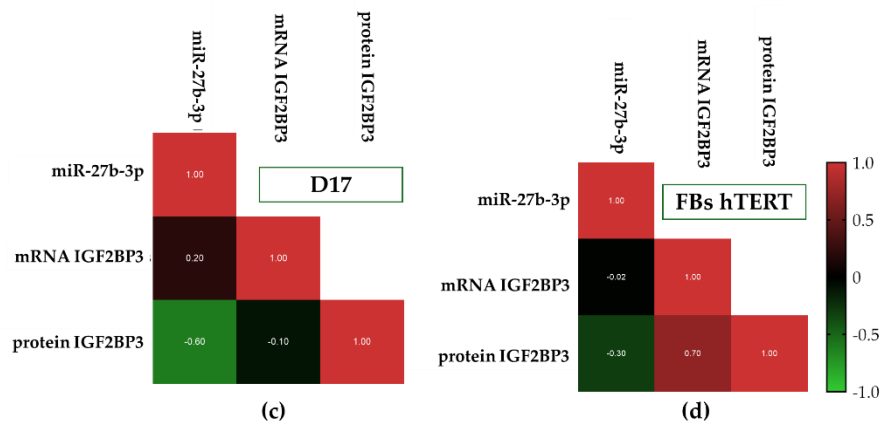 miR-27b-3p
mRNA IGF2BP3
protein IGF2BP3
miR-27b-3p
1.00
D17
mRNA IGF2BP3
0.20
1.00
protein IGF2BP3
-0.60
-0.10
1.00
(c)
miR-27b-3p
mRNA IGF2BP3
protein IGF2BP3
miR-27b-3p
1.00
FBs hTERT
mRNA IGF2BP3
-0.02
1.00
protein IGF2BP3
-0.30
0.70
1.00
(d)
1.0
0.5
0
-0.5
-1.0